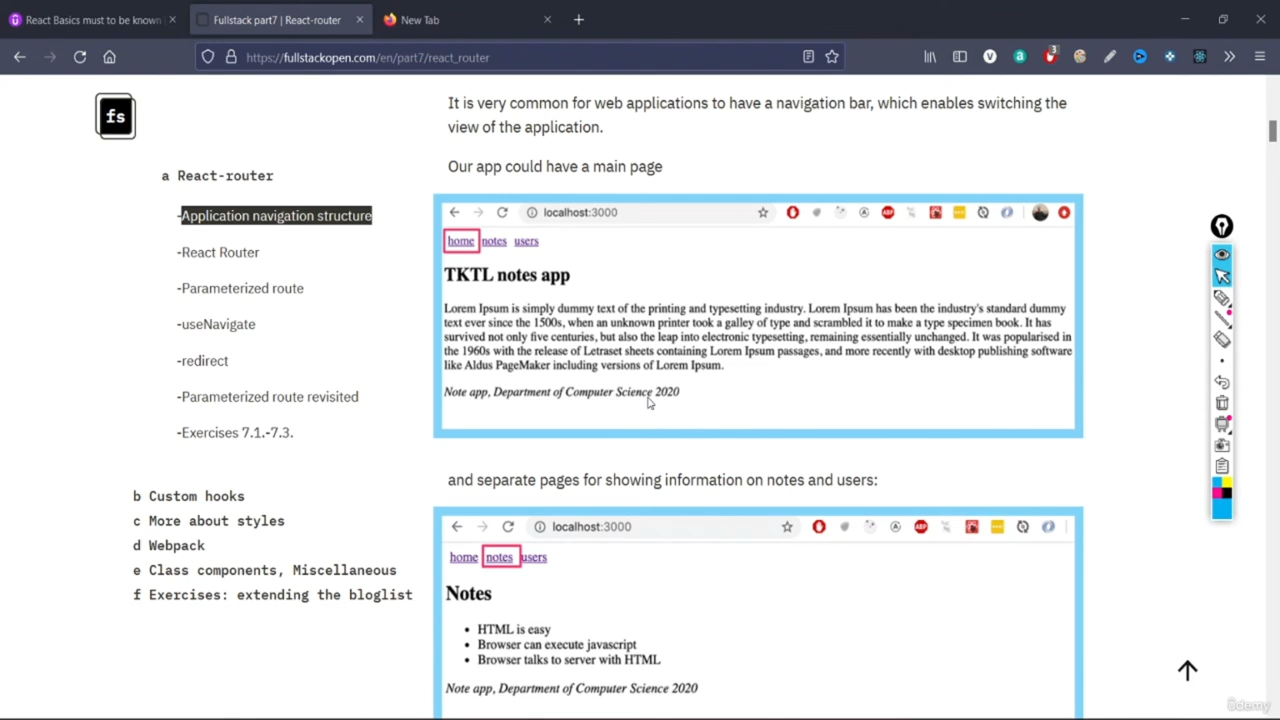 React Basics must to be known
Fullstack part7 | React-router
New Tab
https://fullstackopen.com/en/part7/react_router
3
fs
a React-router
-Application navigation structure
-React Router
-Parameterized route
-useNavigate
-redirect
-Parameterized route revisited
-Exercises 7.1.-7.3.
b Custom hooks
c More about styles
d Webpack
e Class components, Miscellaneous
f Exercises: extending the bloglist
It is very common for web applications to have a navigation bar, which enables switching the
view of the application.
Our app could have a main page
localhost:3000
ABP
home notes users
TKTL notes app
Lorem Ipsum is simply dummy text of the printing and typesetting industry. Lorem Ipsum has been the industry's standard dummy
text ever since the 1500s, when an unknown printer took a galley of type and scrambled it to make a type specimen book. It has
survived not only five centuries, but also the leap into electronic typesetting, remaining essentially unchanged. It was popularised in
the 1960s with the release of Letraset sheets containing Lorem Ipsum passages, and more recently with desktop publishing software
like Aldus PageMaker including versions of Lorem Ipsum.
Note app, Department of Computer Science 2020
and separate pages for showing information on notes and users:
localhost:3000
ABP
home notes users
Notes
• HTML is easy
• Browser can execute javascript
• Browser talks to server with HTML
Note app, Department of Computer Science 2020
Udemy